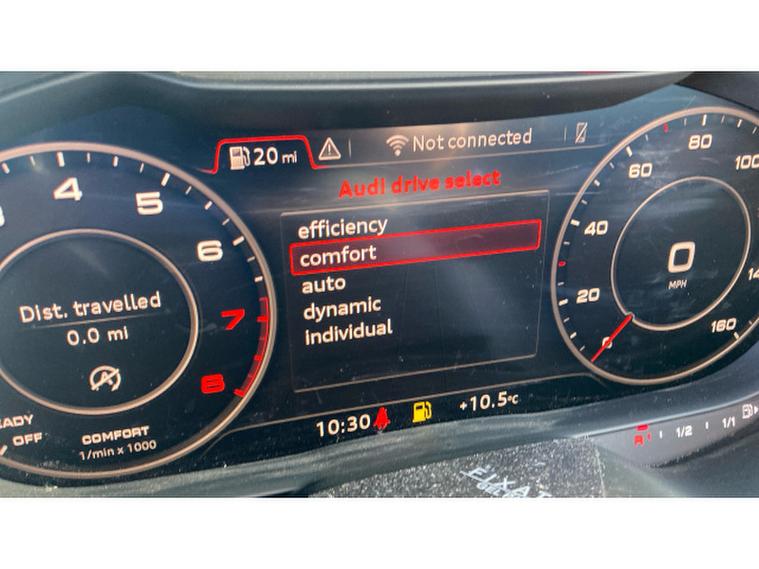 20 mi
Not connected
Audi drive select
efficiency
comfort
auto
dynamic
individual
4
5
6
7
8
Dist. travelled
0.0 mi
OFF
COMFORT
1/min x 1000
0
20
40
60
80
100
160
0
MPH
10:30
+10.5°C
R
1/2
1/1